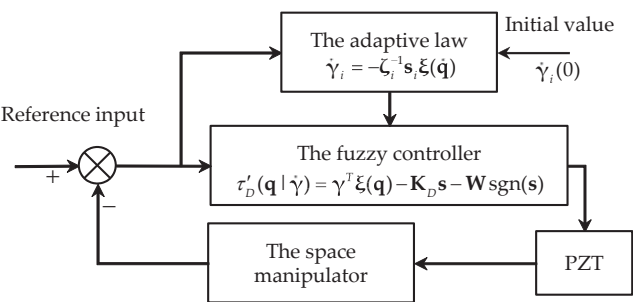 Initial value
The adaptive law
γ̇ᵢ = −ζᵢ⁻¹sᵢξ(q̇)
γ̇ᵢ(0)
Reference input
The fuzzy controller
τ′_D(q | γ̇) = γᵀξ(q) − K_D s − W sgn(s)
+
−
The space
manipulator
PZT